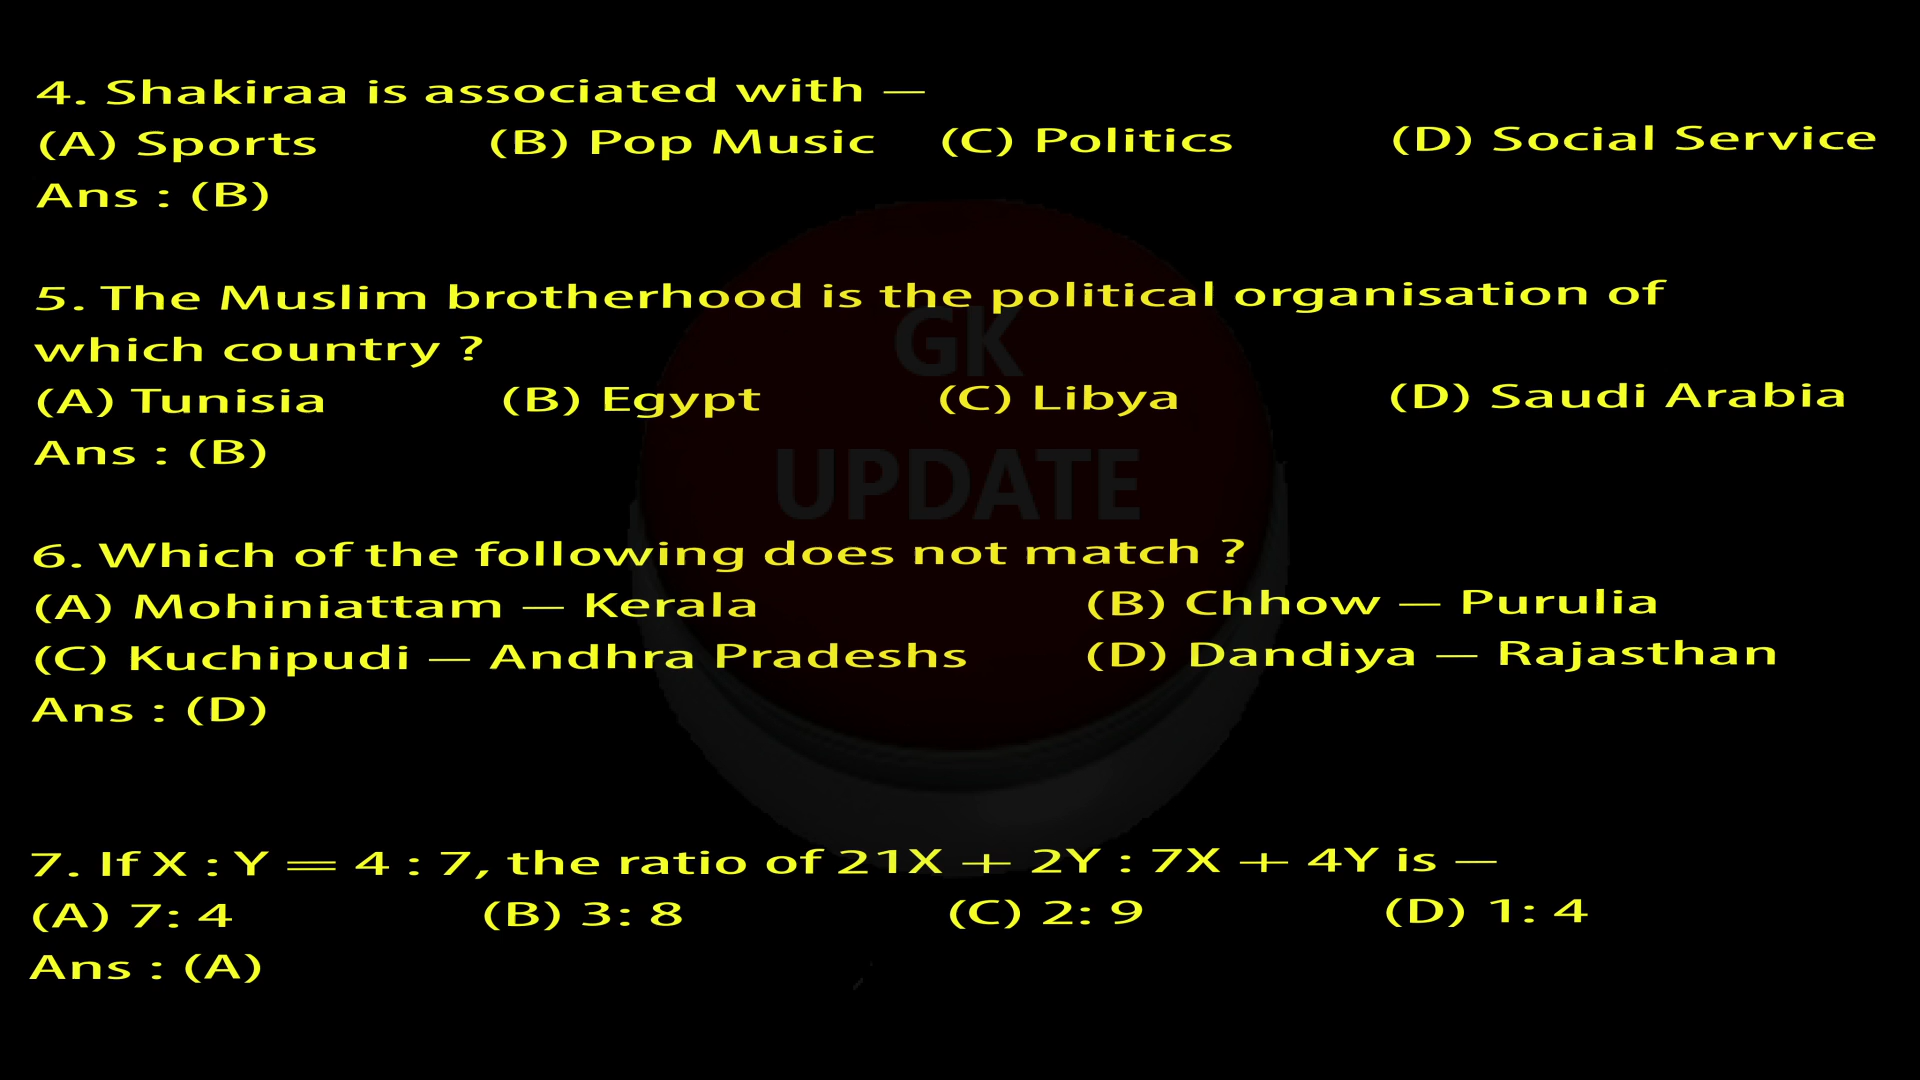 4. Shakiraa is associated with —
(A) Sports (B) Pop Music (C) Politics (D) Social Service
Ans : (B)
5. The Muslim brotherhood is the political organisation of
which country ?
(A) Tunisia (B) Egypt (C) Libya (D) Saudi Arabia
Ans : (B)
6. Which of the following does not match ?
(A) Mohiniattam — Kerala (B) Chhow — Purulia
(C) Kuchipudi — Andhra Pradeshs (D) Dandiya — Rajasthan
Ans : (D)
7. If X : Y = 4 : 7, the ratio of 21X + 2Y : 7X + 4Y is —
(A) 7: 4 (B) 3: 8 (C) 2: 9 (D) 1: 4
Ans : (A)
GK
UPDATE